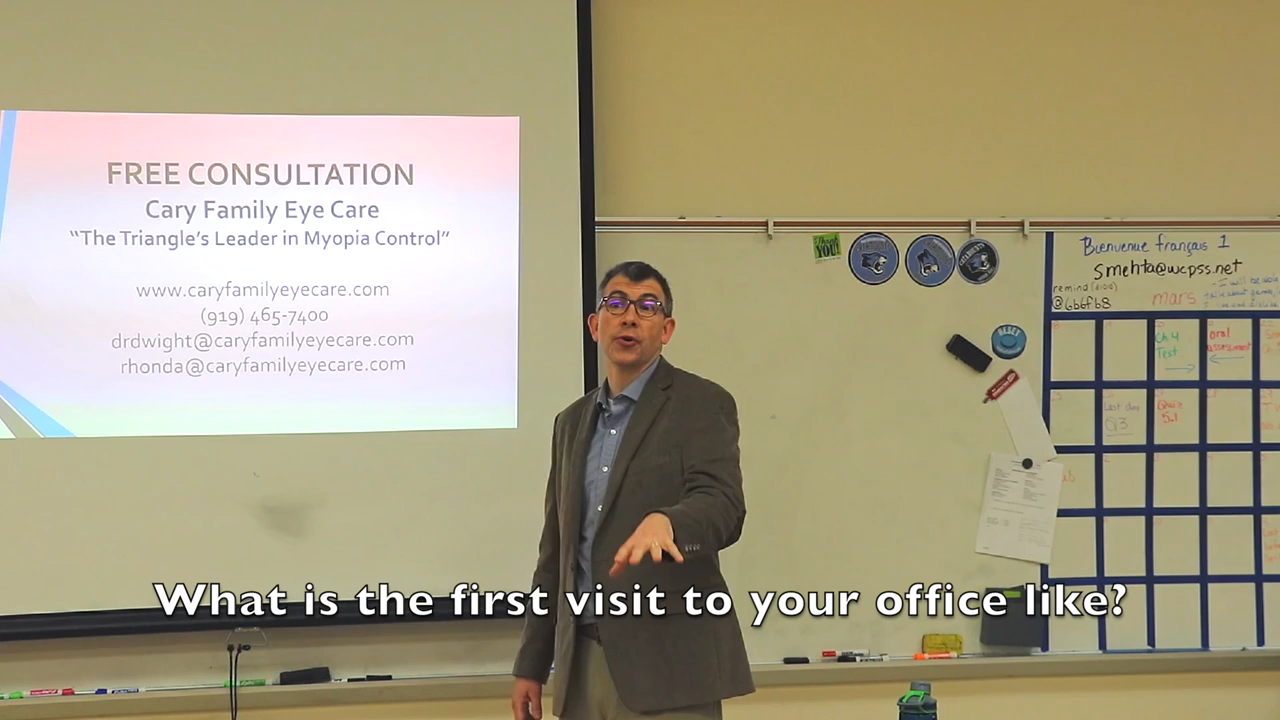 FREE CONSULTATION
Cary Family Eye Care
“The Triangle’s Leader in Myopia Control”
www.caryfamilyeyecare.com
(919) 465-7400
drdwight@caryfamilyeyecare.com
rhonda@caryfamilyeyecare.com
YOU!
Bienvenue français 1
smehta@wcpss.net
remind
@6b6fb8
mars
RESET
Ch 4
Test
oral
assessment
Last day
Q3
Quiz
5.1
What is the first visit to your office like?